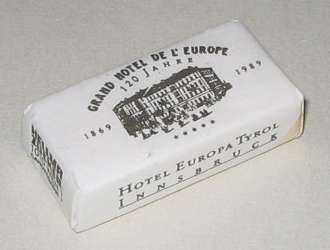 GRAND HOTEL DE L'EUROPE
120 JAHRE
1869 1989
HOTEL EUROPA TYROL
INNSBRUCK